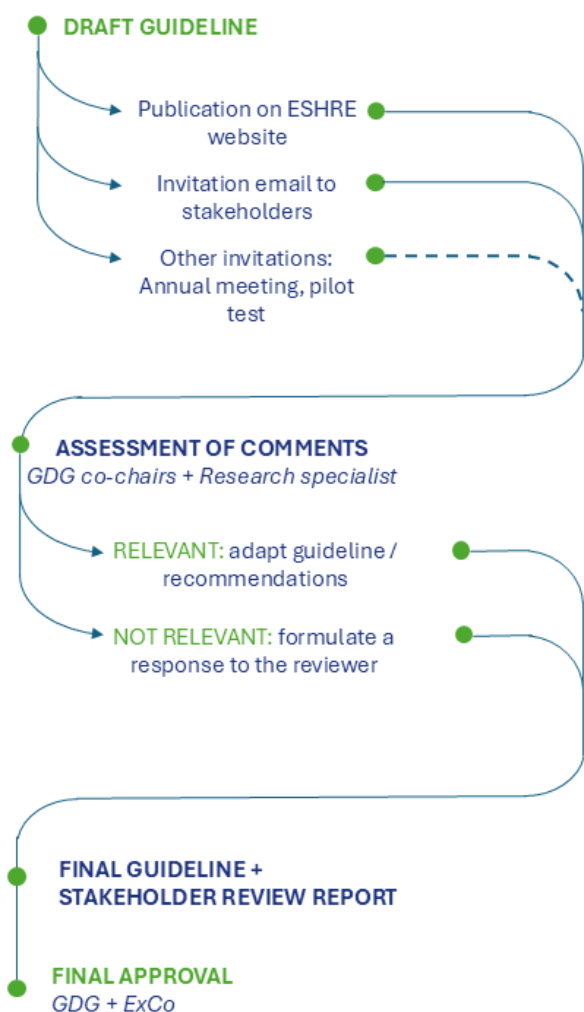 DRAFT GUIDELINE
Publication on ESHRE
website
Invitation email to
stakeholders
Other invitations:
Annual meeting, pilot
test
ASSESSMENT OF COMMENTS
GDG co-chairs + Research specialist
RELEVANT: adapt guideline /
recommendations
NOT RELEVANT: formulate a
response to the reviewer
FINAL GUIDELINE +
STAKEHOLDER REVIEW REPORT
FINAL APPROVAL
GDG + ExCo